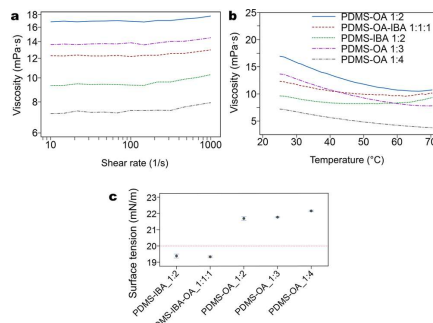 a
Viscosity (mPa·s)
18
16
14
12
10
8
6
10
100
1000
Shear rate (1/s)
b
Viscosity (mPa·s)
25
20
15
10
5
30
40
50
60
70
Temperature (°C)
PDMS-OA 1:2
PDMS-OA-IBA 1:1:1
PDMS-IBA 1:2
PDMS-OA 1:3
PDMS-OA 1:4
c
Surface tension (mN/m)
23
22
21
20
19
PDMS-IBA_1:2
PDMS-IBA-OA_1:1:1
PDMS-OA_1:2
PDMS-OA_1:3
PDMS-OA_1:4